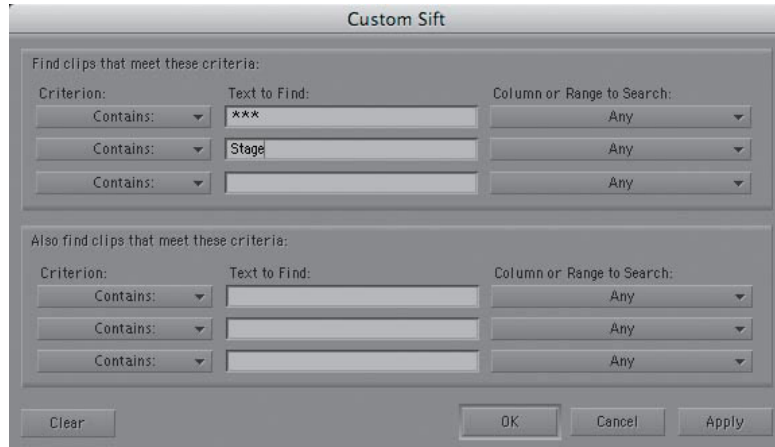 Custom Sift
Find clips that meet these criteria:
Criterion: Text to Find: Column or Range to Search:
Contains: *** Any
Contains: Stage Any
Contains: Any
Also find clips that meet these criteria:
Criterion: Text to Find: Column or Range to Search:
Contains: Any
Contains: Any
Contains: Any
Clear OK Cancel Apply